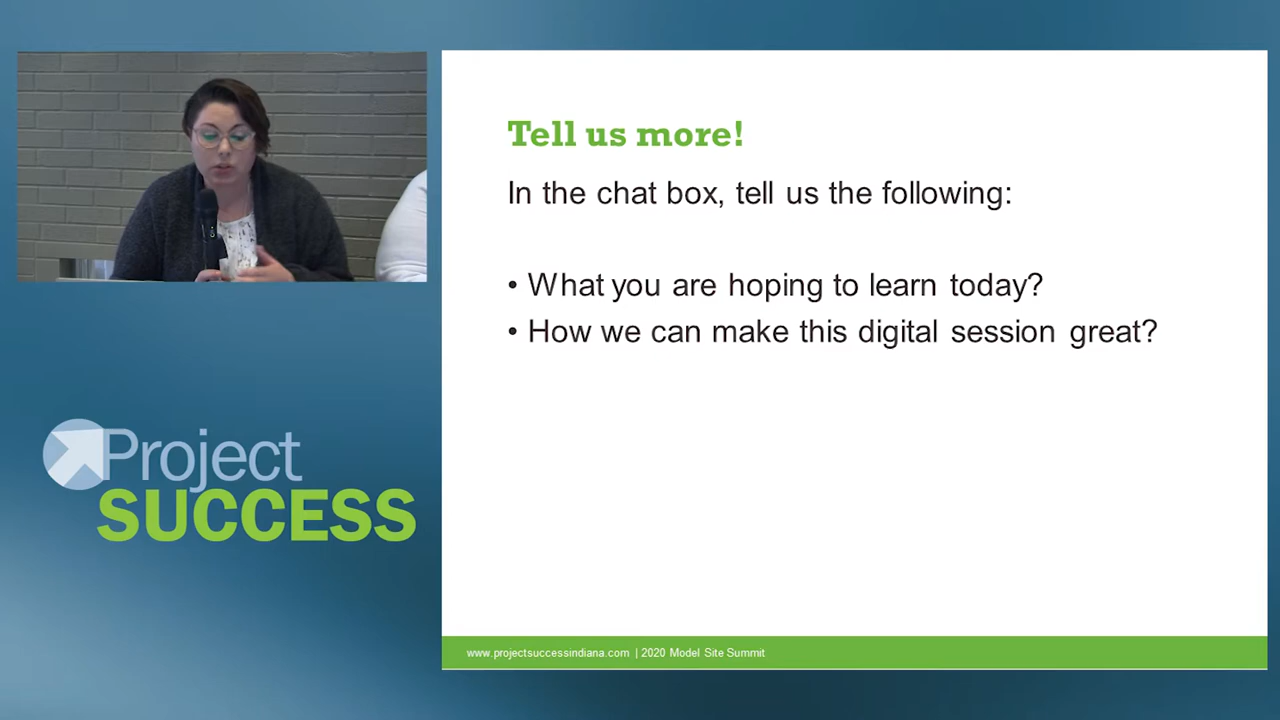 Tell us more!
In the chat box, tell us the following:
• What you are hoping to learn today?
• How we can make this digital session great?
Project
SUCCESS
www.projectsuccessindiana.com | 2020 Model Site Summit